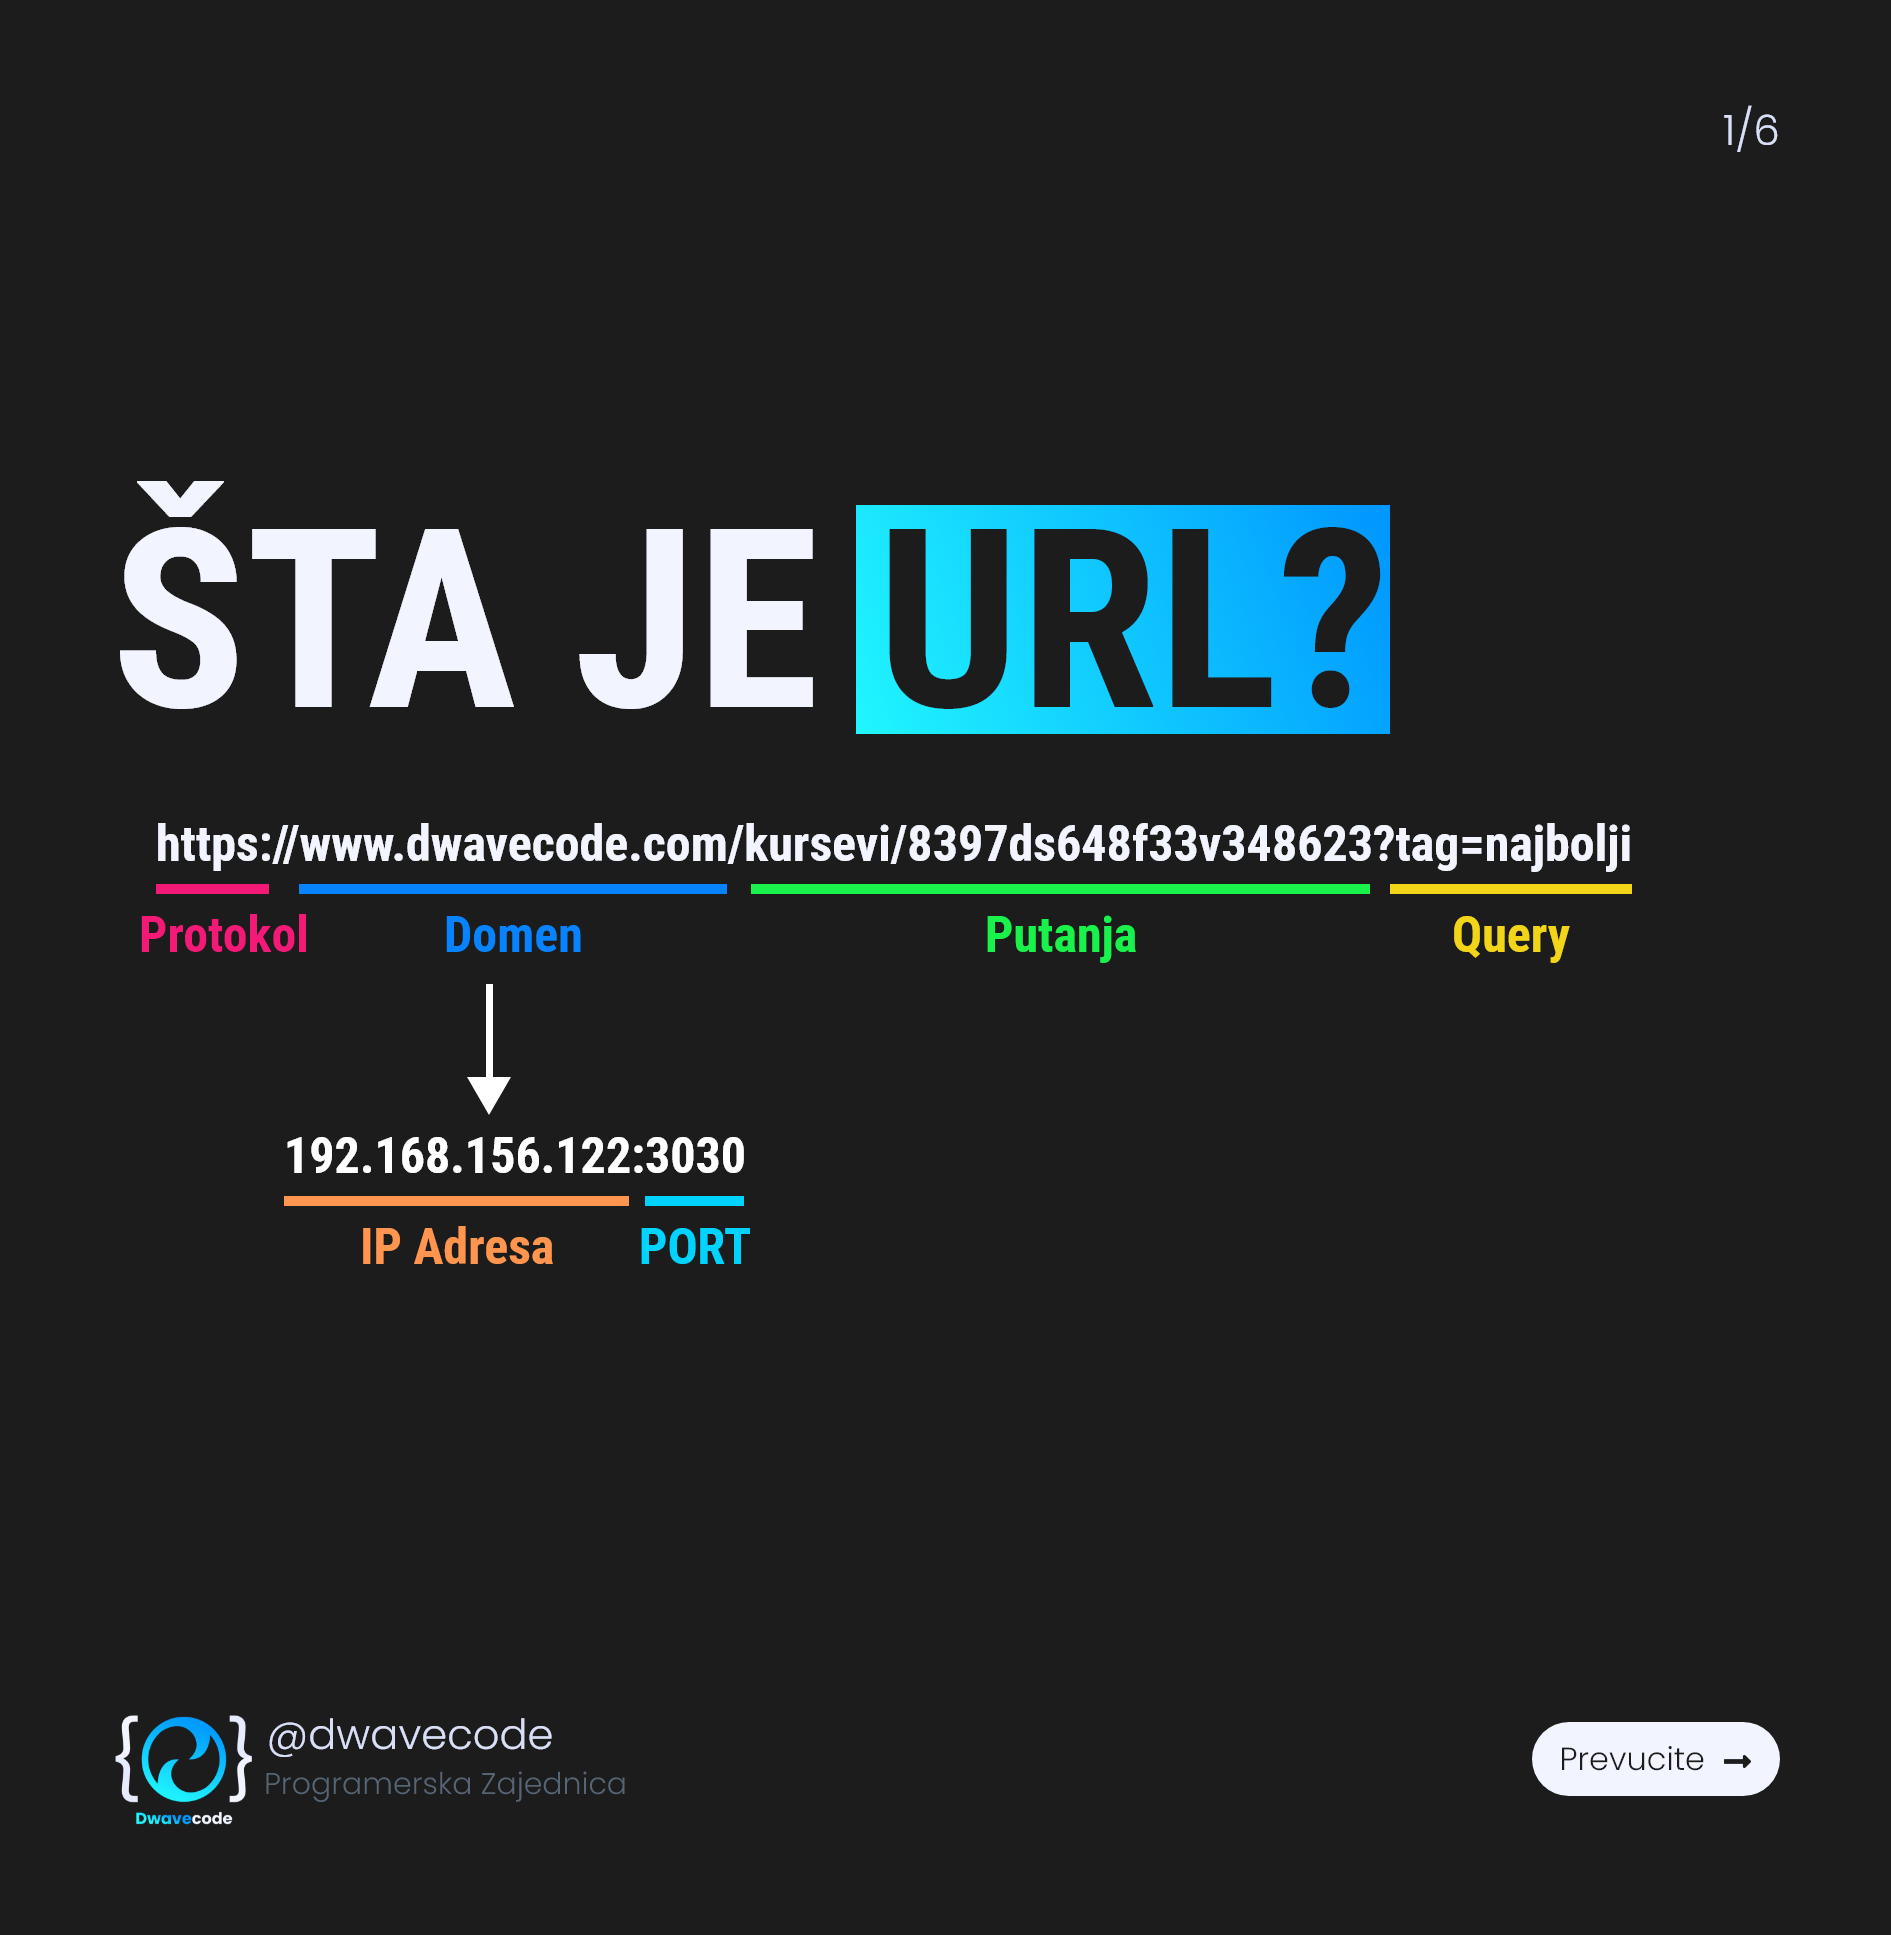 1/6
ŠTA JE URL?
https://www.dwavecode.com/kursevi/8397ds648f33v348623?tag=najbolji
Protokol Domen Putanja Query
192.168.156.122:3030
IP Adresa PORT
@dwavecode
Programerska Zajednica
Dwavecode
Prevucite →